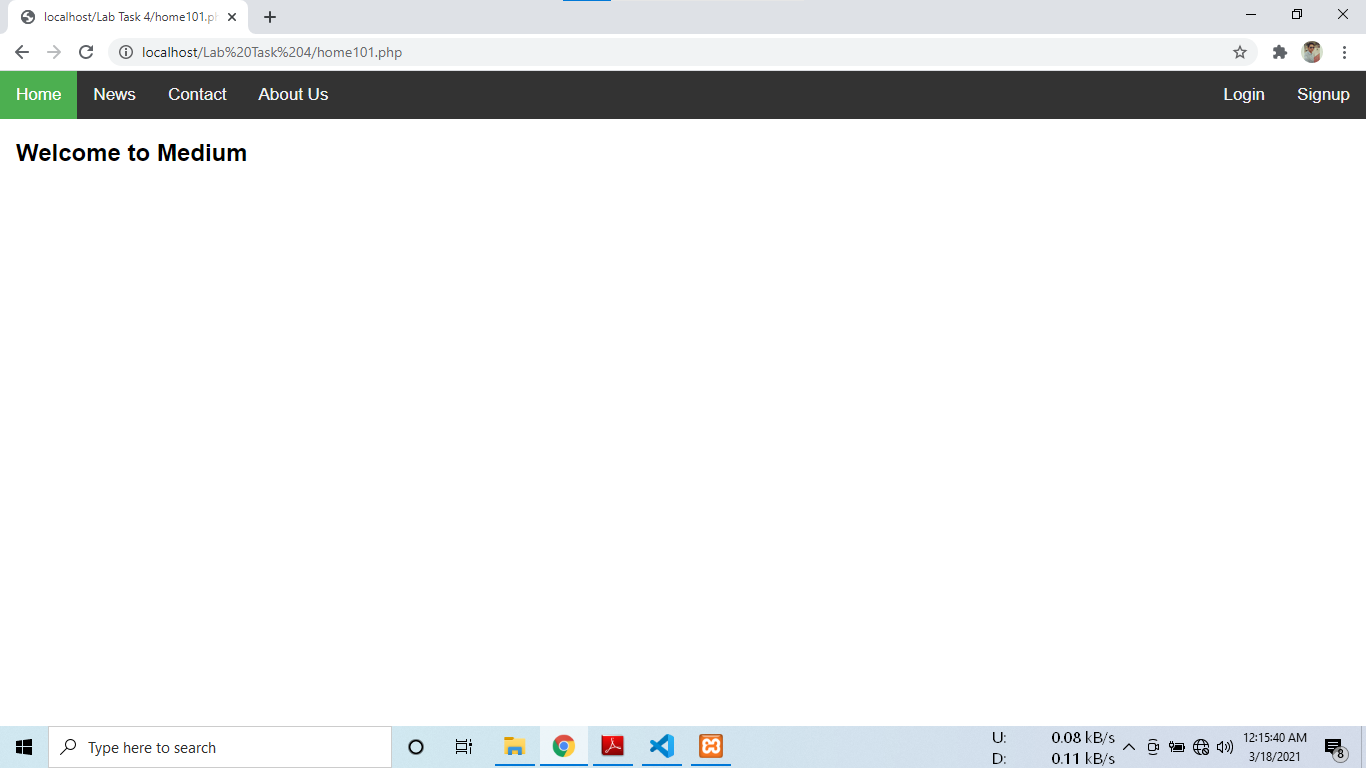 localhost/Lab Task 4/home101.ph
localhost/Lab%20Task%204/home101.php
Home News Contact About Us Login Signup
Welcome to Medium
Type here to search
U: 0.08 kB/s
D: 0.11 kB/s
12:15:40 AM
3/18/2021
8